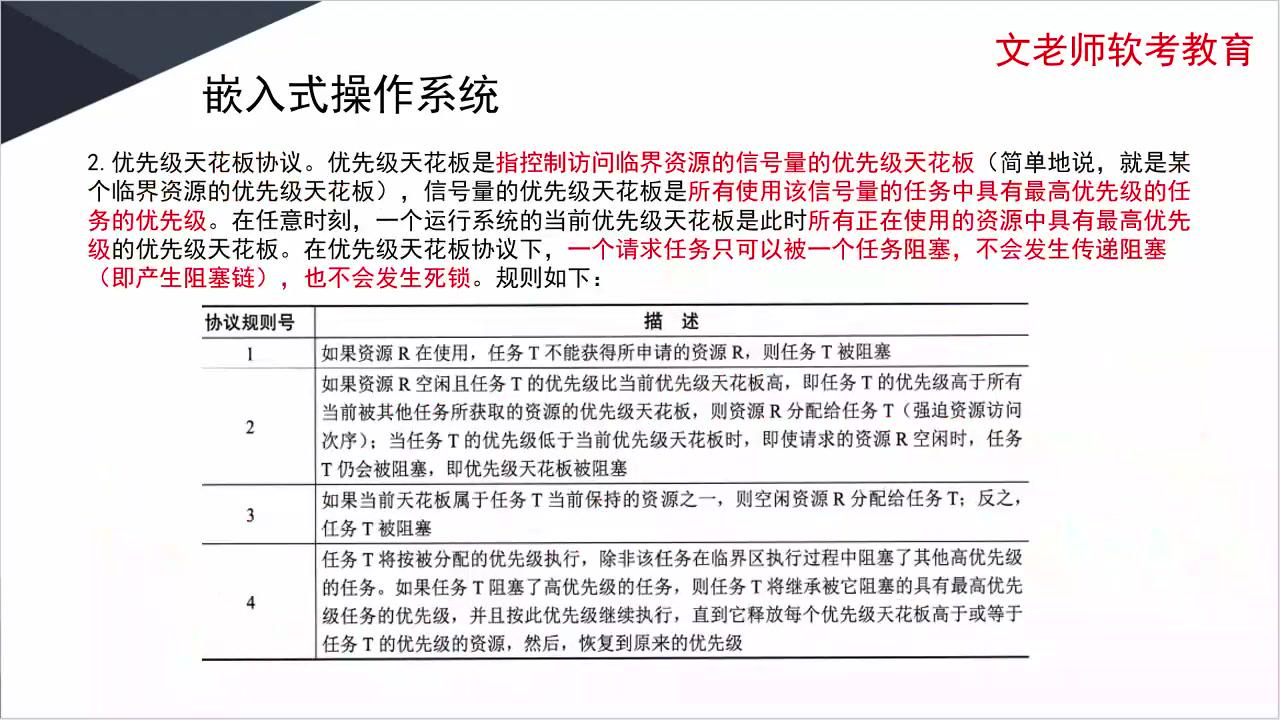 文老师软考教育
嵌入式操作系统
2. 优先级天花板协议。优先级天花板是指控制访问临界资源的信号量的优先级天花板（简单地说，就是某
个临界资源的优先级天花板），信号量的优先级天花板是所有使用该信号量的任务中具有最高优先级的任
务的优先级。在任意时刻，一个运行系统的当前优先级天花板是此时所有正在使用的资源中具有最高优先
级的优先级天花板。在优先级天花板协议下，一个请求任务只可以被一个任务阻塞，不会发生传递阻塞
（即产生阻塞链），也不会发生死锁。规则如下：
协议规则号 描 述
1 如果资源 R 在使用，任务 T 不能获得所申请的资源 R，则任务 T 被阻塞
如果资源 R 空闲且任务 T 的优先级比当前优先级天花板高，即任务 T 的优先级高于所有
当前被其他任务所获取的资源的优先级天花板，则资源 R 分配给任务 T（强迫资源访问
2 次序）；当任务 T 的优先级低于当前优先级天花板时，即使请求的资源 R 空闲时，任务
T 仍会被阻塞，即优先级天花板被阻塞
3 如果当前天花板属于任务 T 当前保持的资源之一，则空闲资源 R 分配给任务 T；反之，
任务 T 被阻塞
任务 T 将按被分配的优先级执行，除非该任务在临界区执行过程中阻塞了其他高优先级
的任务。如果任务 T 阻塞了高优先级的任务，则任务 T 将继承被它阻塞的具有最高优先
4 级任务的优先级，并且按此优先级继续执行，直到它释放每个优先级天花板高于或等于
任务 T 的优先级的资源，然后，恢复到原来的优先级